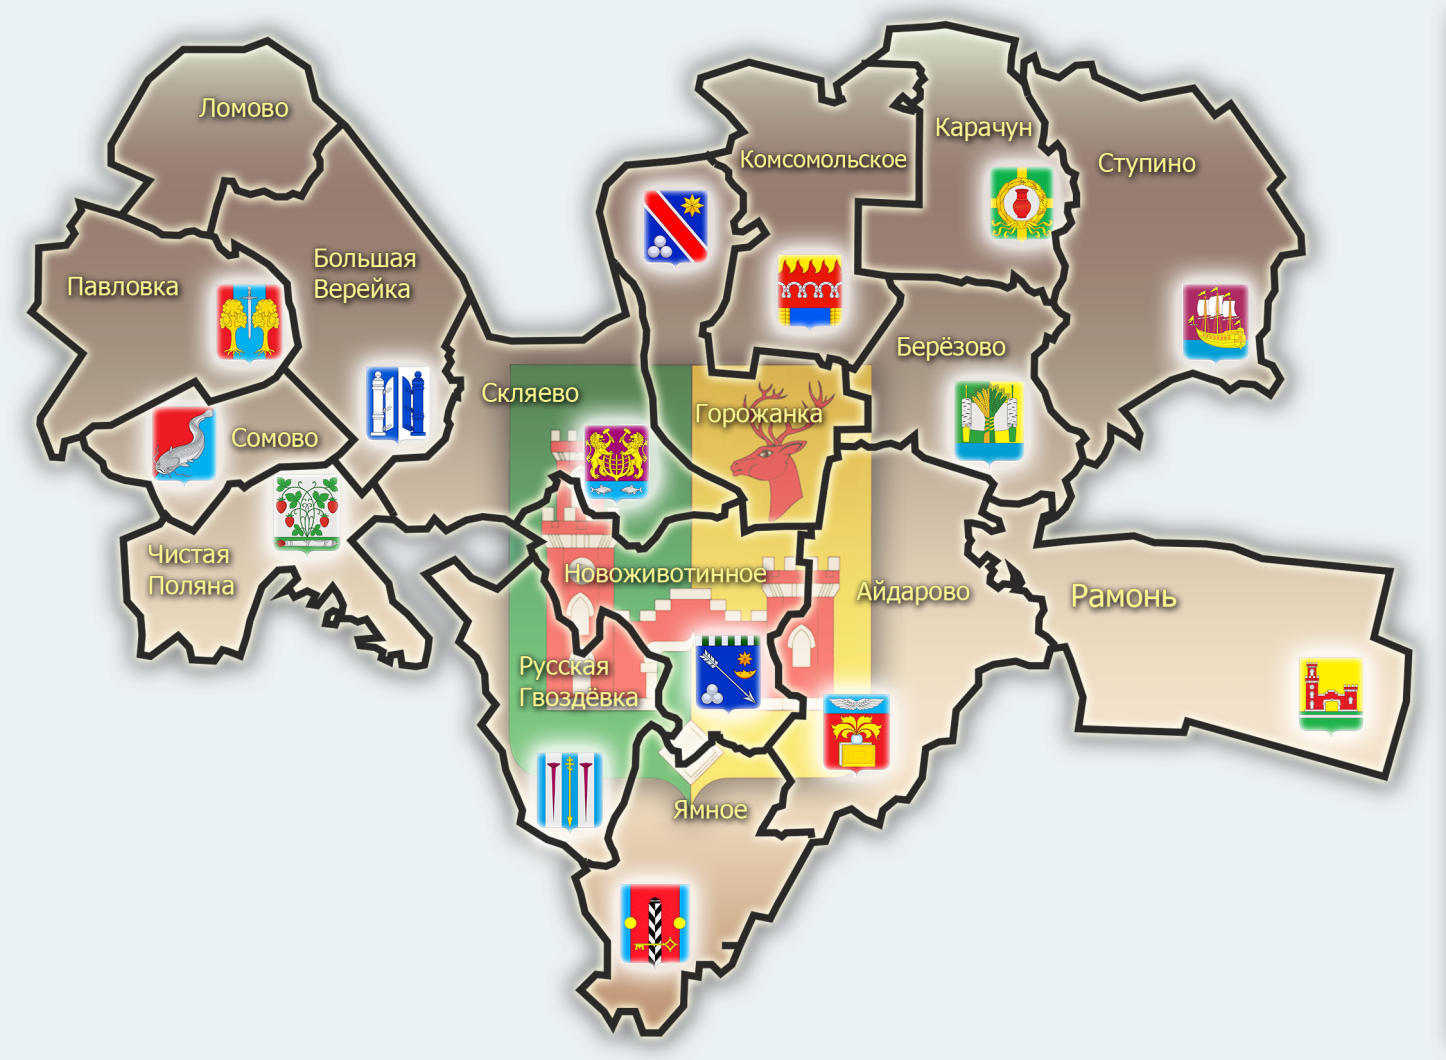 Ломово
Карачун
Комсомольское
Ступино
Большая
Верейка
Павловка
Берёзово
Скляево
Горожанка
Сомово
Чистая
Поляна
Новоживотинное
Айдарово
Рамонь
Русская
Гвоздёвка
Ямное